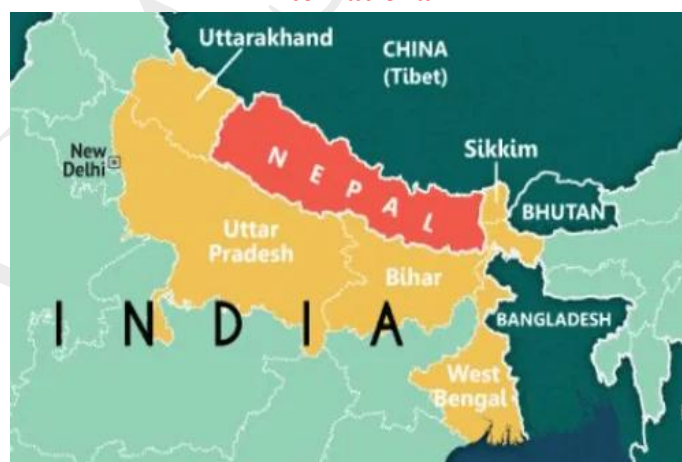 Uttarakhand
CHINA
(Tibet)
New
Delhi
NEPAL
Sikkim
BHUTAN
Uttar
Pradesh
Bihar
INDIA
BANGLADESH
West
Bengal